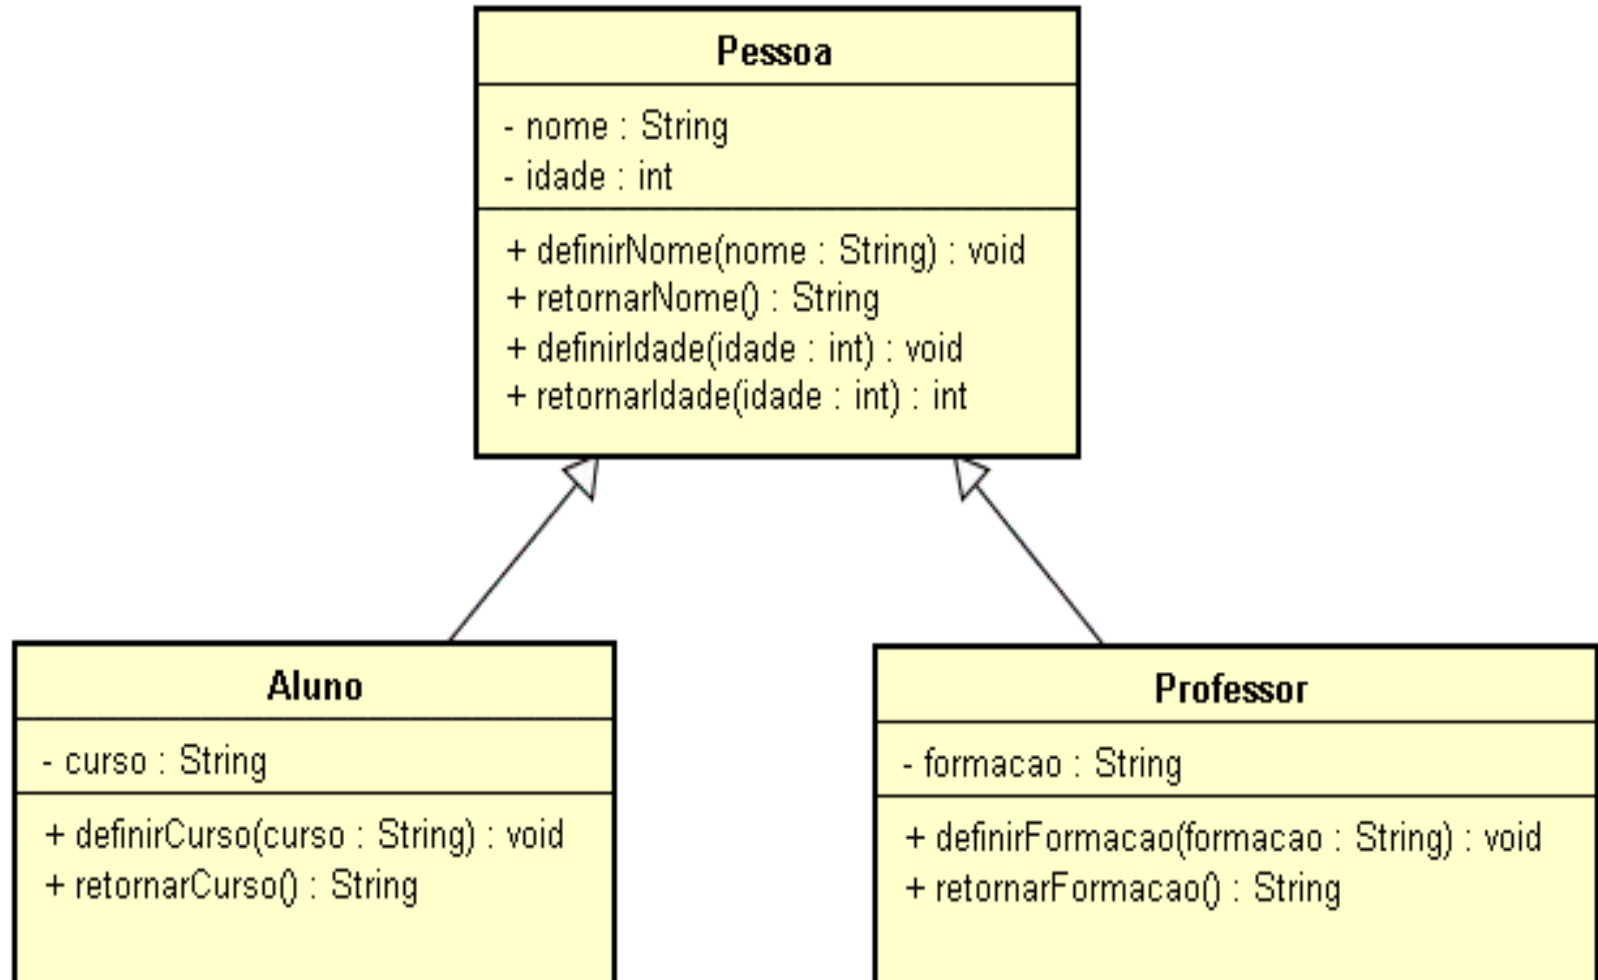 Pessoa
- nome : String
- idade : int
+ definirNome(nome : String) : void
+ retornarNome() : String
+ definirIdade(idade : int) : void
+ retornarIdade(idade : int) : int
Aluno
- curso : String
+ definirCurso(curso : String) : void
+ retornarCurso() : String
Professor
- formacao : String
+ definirFormacao(formacao : String) : void
+ retornarFormacao() : String